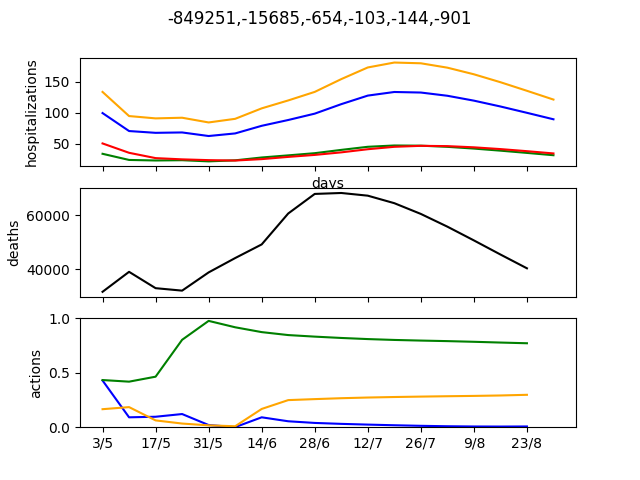 -849251,-15685,-654,-103,-144,-901
hospitalizations
150
100
50
days
deaths
60000
40000
actions
1.0
0.5
0.0
3/5 17/5 31/5 14/6 28/6 12/7 26/7 9/8 23/8